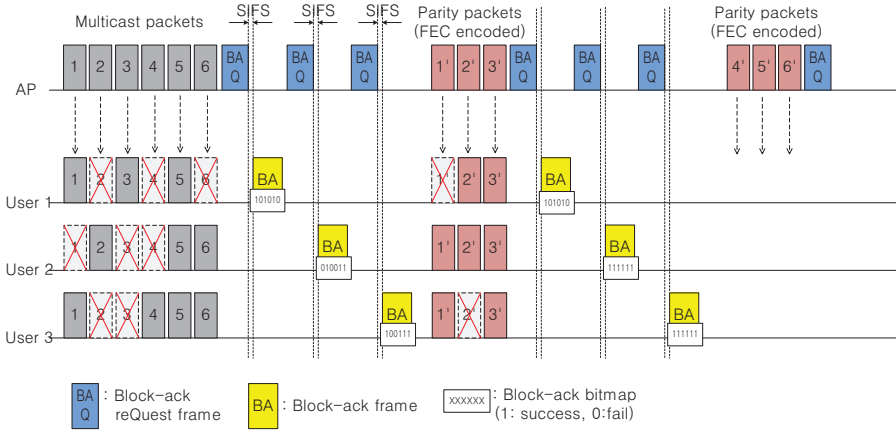 SIFS SIFS SIFS
Multicast packets
Parity packets
(FEC encoded)
Parity packets
(FEC encoded)
AP
1 2 3 4 5 6 BA Q BA Q BA Q 1' 2' 3' BA Q BA Q BA Q 4' 5' 6' BA Q
User 1
1 2 3 4 5 6 BA 1' 2' 3' BA
101010 101010
User 2
1 2 3 4 5 6 BA 1' 2' 3' BA
010011 111111
User 3
1 2 3 4 5 6 BA 1' 2' 3' BA
100111 111111
BA Q : Block-ack
reQuest frame
BA : Block-ack frame
xxxxxx : Block-ack bitmap
(1: success, 0:fail)